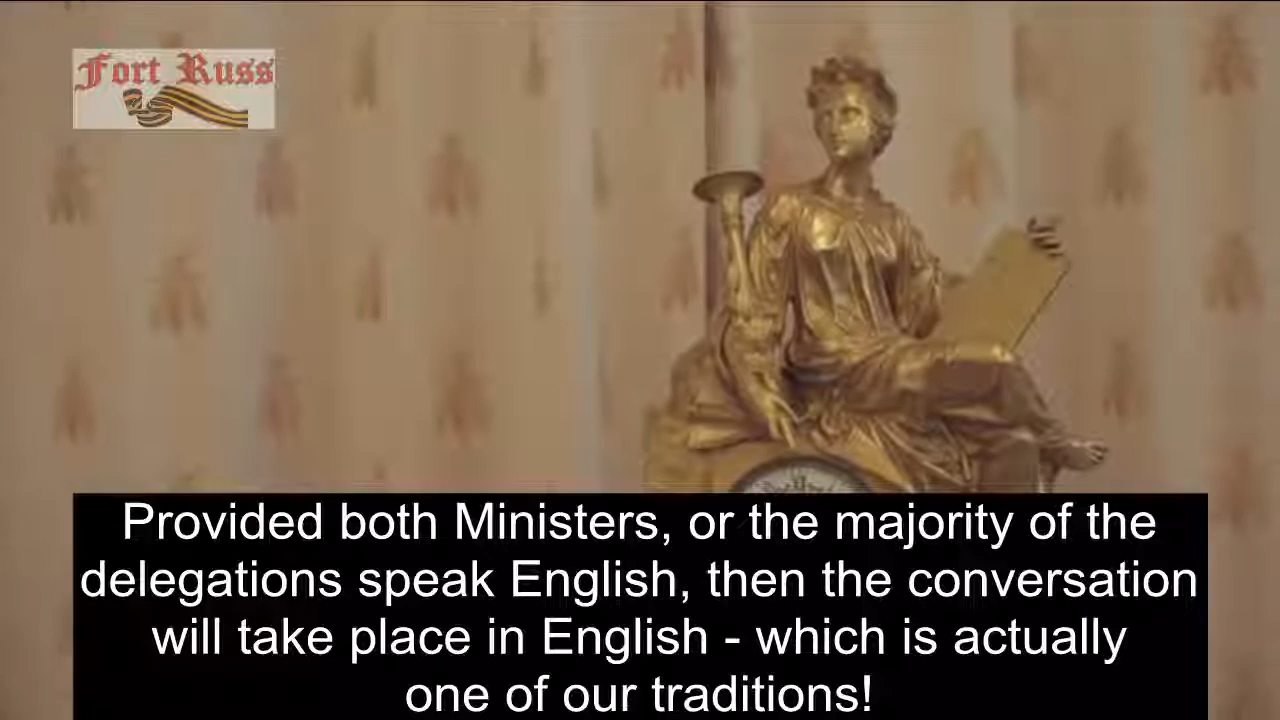 Fort Russ
Provided both Ministers, or the majority of the
delegations speak English, then the conversation
will take place in English - which is actually
one of our traditions!